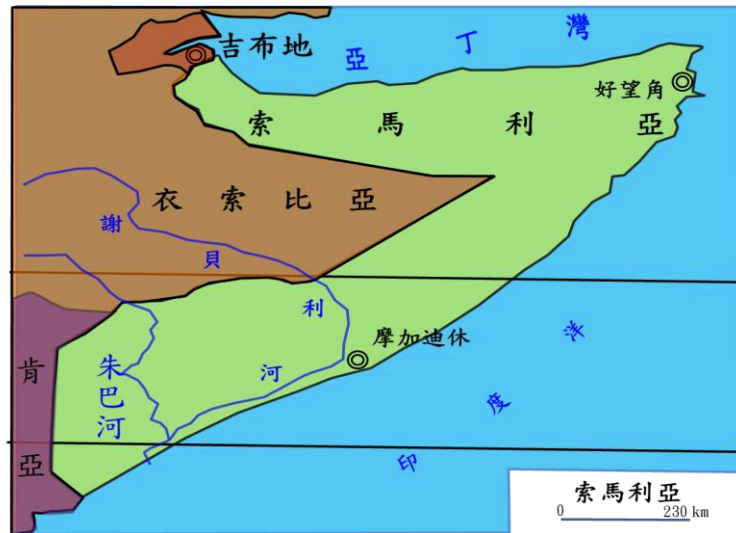 吉布地
亞丁灣
好望角
索馬利亞
衣索比亞
謝貝利河
摩加迪休
朱巴河
肯亞
印度洋
索馬利亞
0 230 km